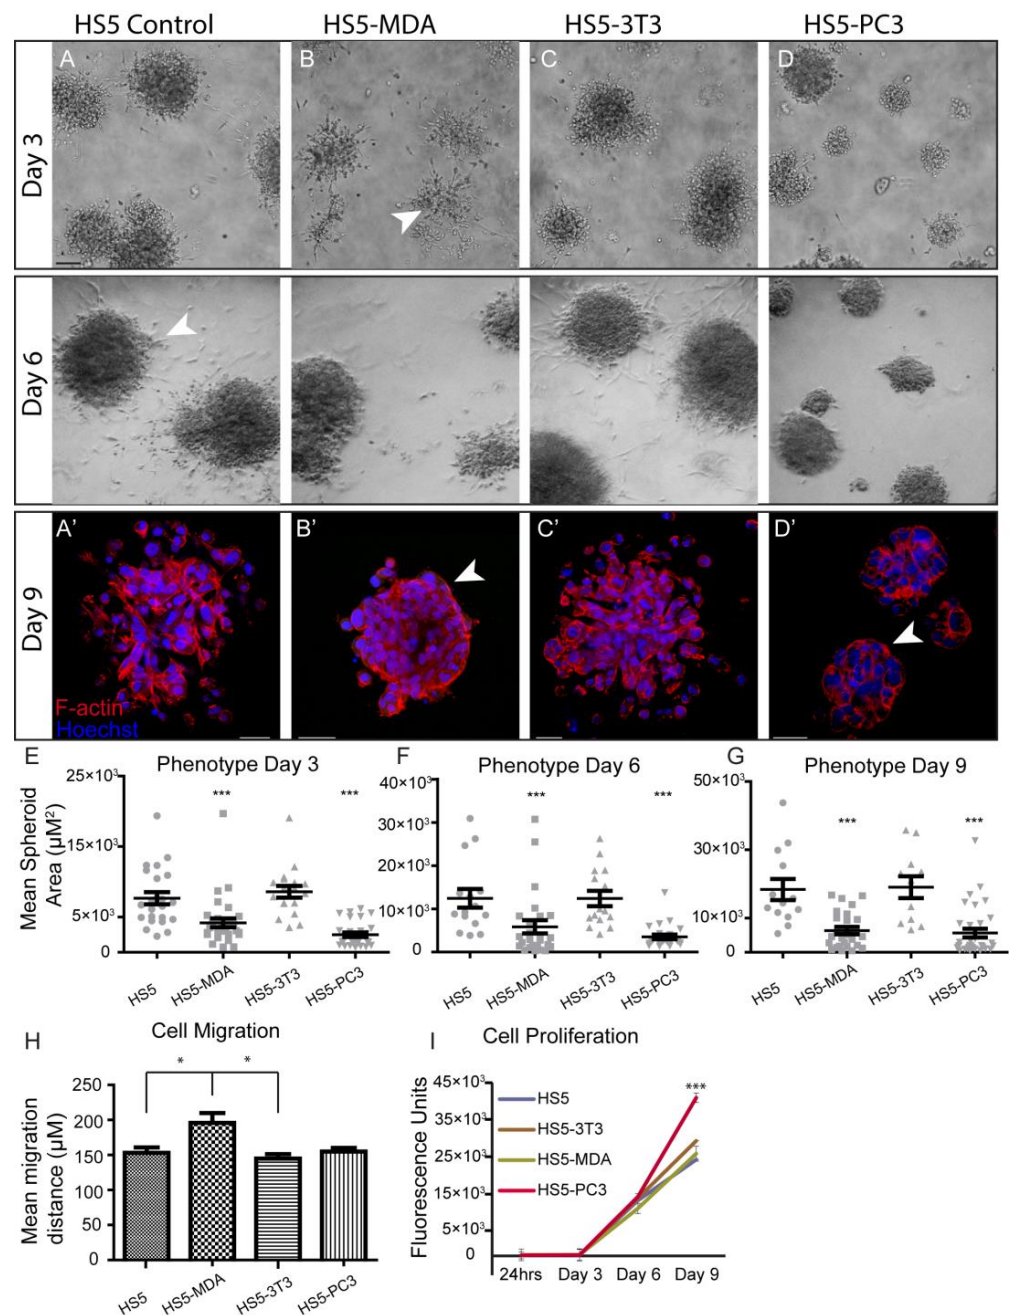 HS5 Control HS5-MDA HS5-3T3 HS5-PC3
Day 3
A B C D
Day 6
Day 9
A' B' C' D'
F-actin
Hoechst
E Phenotype Day 3
Mean Spheroid
Area (µM²)
25×10³
15×10³
5×10³
0
*** ***
HS5 HS5-MDA HS5-3T3 HS5-PC3
F Phenotype Day 6
40×10³
20×10³
10×10³
0
*** ***
HS5 HS5-MDA HS5-3T3 HS5-PC3
G Phenotype Day 9
50×10³
30×10³
10×10³
0
*** ***
HS5 HS5-MDA HS5-3T3 HS5-PC3
H Cell Migration
Mean migration
distance (µM)
250
200
150
100
50
0
* *
HS5 HS5-MDA HS5-3T3 HS5-PC3
I Cell Proliferation
Fluorescence Units
45×10³
35×10³
25×10³
15×10³
5×10³
0
HS5
HS5-3T3
HS5-MDA
HS5-PC3
***
24hrs Day 3 Day 6 Day 9